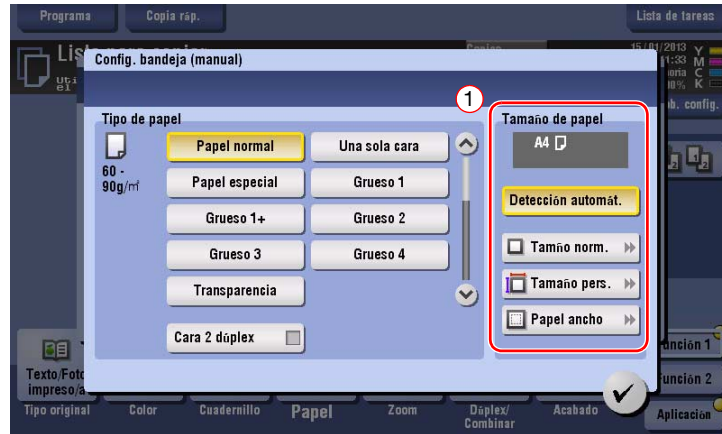 Programa
Copia ráp.
Lista de tareas
15/01/2013
Config. bandeja (manual)
1
Tipo de papel
Tamaño de papel
60 -
90g/㎡
Papel normal
Una sola cara
A4
Papel especial
Grueso 1
Detección automát.
Grueso 1+
Grueso 2
Grueso 3
Grueso 4
Tamño norm.
Transparencia
Tamaño pers.
Papel ancho
Cara 2 dúplex
Y
M
C
K
Texto/Foto
impreso/a
Función 2
Tipo original
Color
Cuadernillo
Papel
Zoom
Dúplex/
Combinar
Acabado
Aplicación